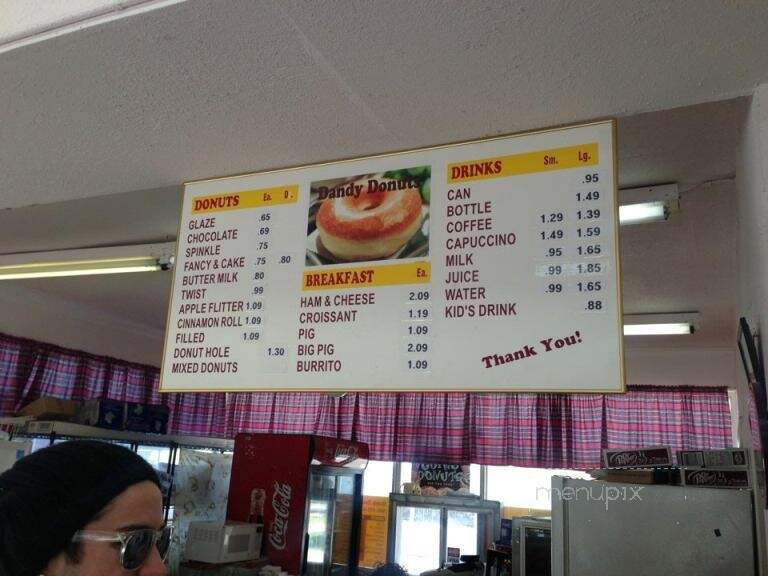 DONUTS Ea. D.
GLAZE .65
CHOCOLATE .69
SPINKLE .75
FANCY & CAKE .75 .80
BUTTER MILK .80
TWIST .99
APPLE FLITTER 1.09
CINNAMON ROLL 1.09
FILLED 1.09
DONUT HOLE 1.30
MIXED DONUTS
Dandy Donuts
BREAKFAST Ea.
HAM & CHEESE 2.09
CROISSANT 1.19
PIG 1.09
BIG PIG 2.09
BURRITO 1.09
DRINKS Sm. Lg.
CAN .95
BOTTLE 1.49
COFFEE 1.29 1.39
CAPUCCINO 1.49 1.59
MILK .95 1.65
JUICE .99 1.85
WATER .99 1.65
KID'S DRINK .88
Thank You!
Coca-Cola
DONUTS
menupix